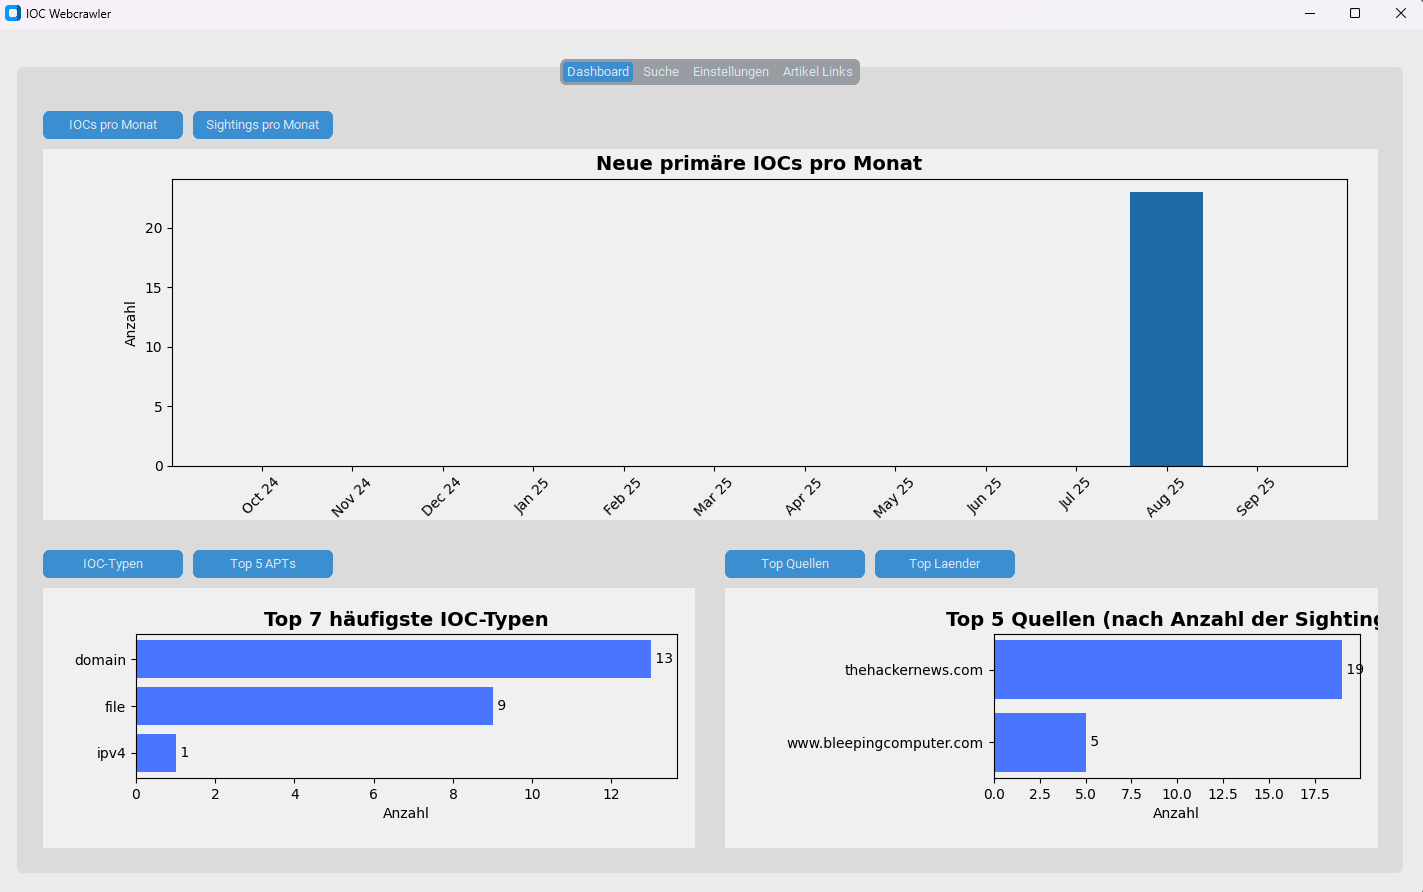 IOC Webcrawler
Dashboard Suche Einstellungen Artikel Links
IOCs pro Monat Sightings pro Monat
Neue primäre IOCs pro Monat
Anzahl
20
15
10
5
0
Oct 24 Nov 24 Dec 24 Jan 25 Feb 25 Mar 25 Apr 25 May 25 Jun 25 Jul 25 Aug 25 Sep 25
IOC-Typen Top 5 APTs
Top 7 häufigste IOC-Typen
domain 13
file 9
ipv4 1
0 2 4 6 8 10 12
Anzahl
Top Quellen Top Laender
Top 5 Quellen (nach Anzahl der Sighting
thehackernews.com 19
www.bleepingcomputer.com 5
0.0 2.5 5.0 7.5 10.0 12.5 15.0 17.5
Anzahl